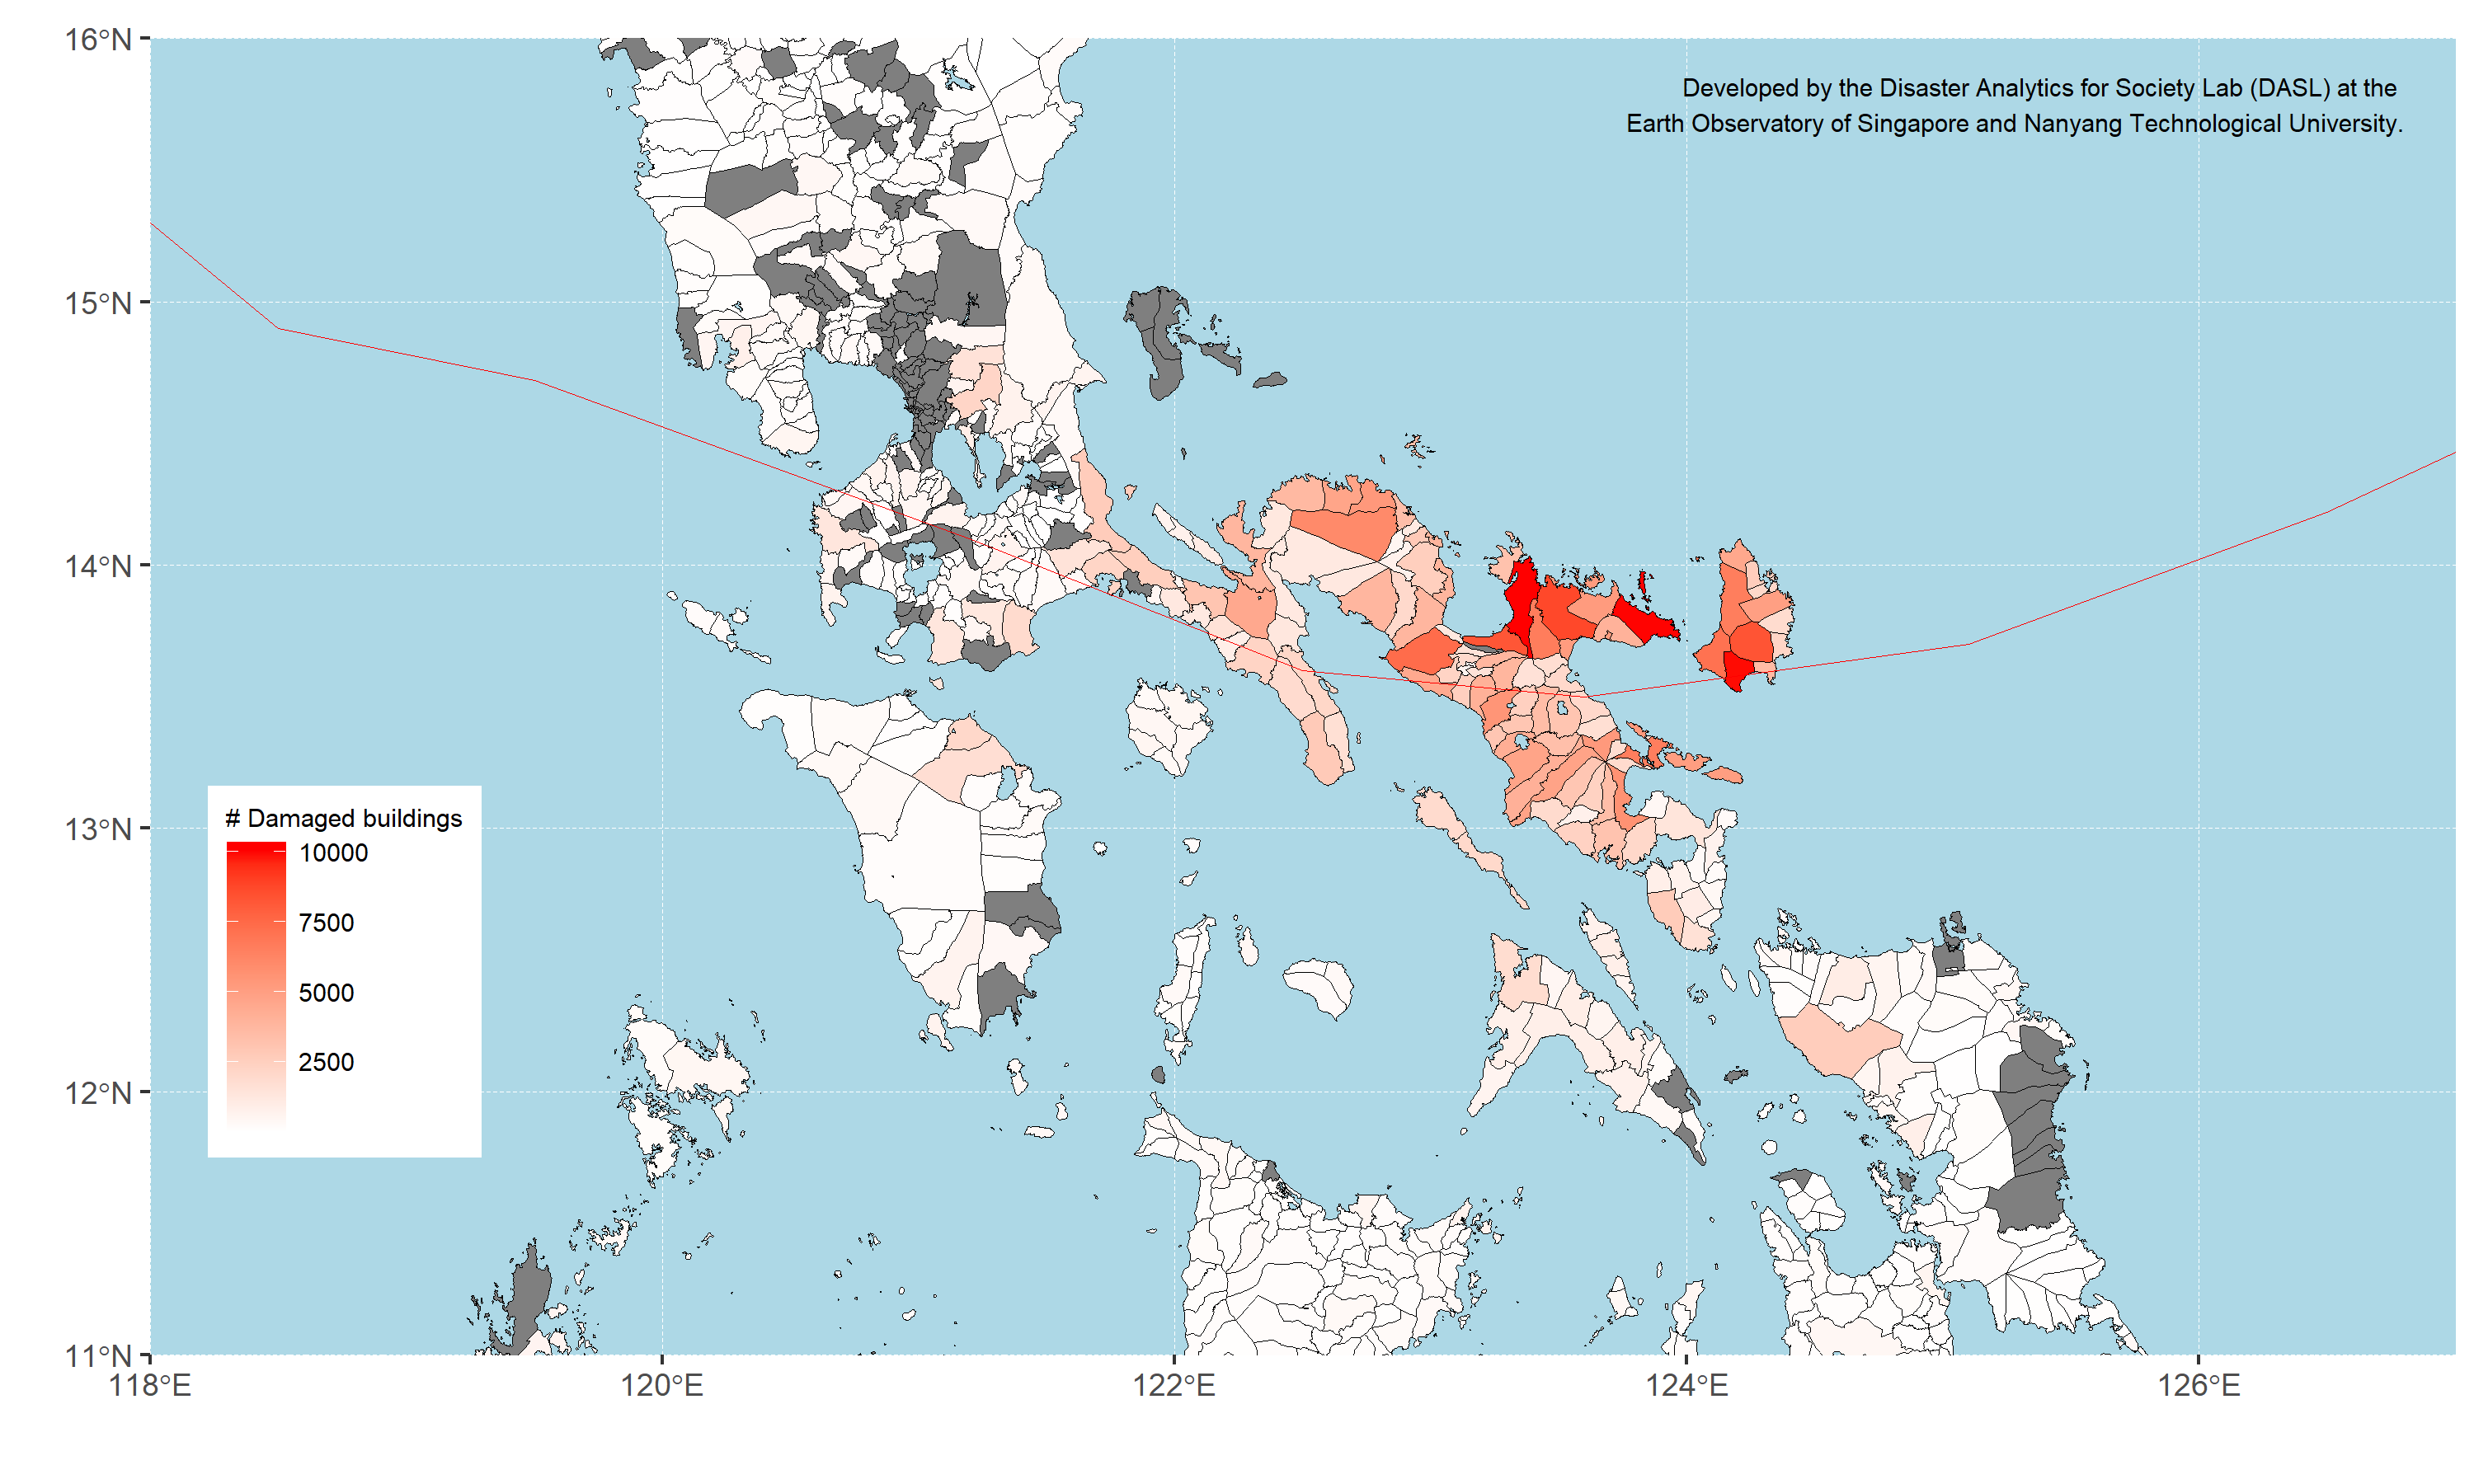 16°N
Developed by the Disaster Analytics for Society Lab (DASL) at the
Earth Observatory of Singapore and Nanyang Technological University.
15°N
14°N
13°N
# Damaged buildings
10000
7500
5000
2500
12°N
11°N
118°E 120°E 122°E 124°E 126°E